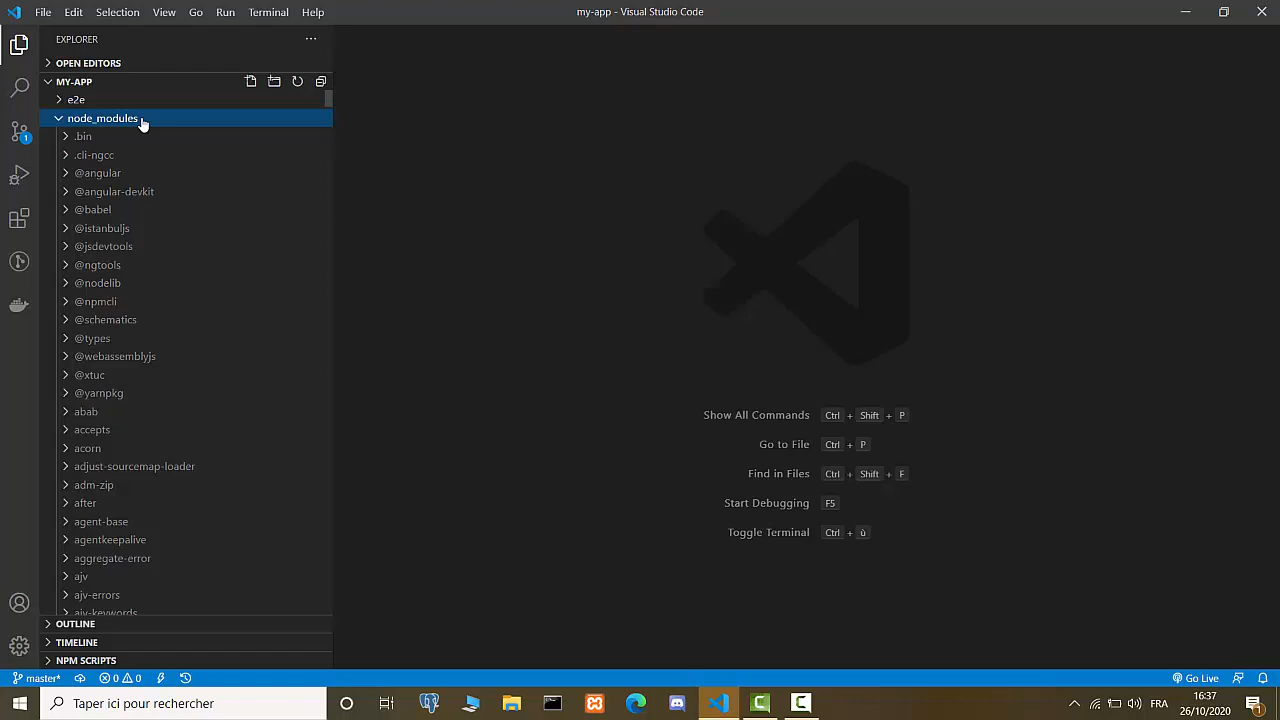 File Edit Selection View Go Run Terminal Help
my-app - Visual Studio Code
EXPLORER
OPEN EDITORS
MY-APP
e2e
node_modules
.bin
.cli-ngcc
@angular
@angular-devkit
@babel
@istanbuljs
@jsdevtools
@ngtools
@nodelib
@npmcli
@schematics
@types
@webassemblyjs
@xtuc
@yarnpkg
abab
accepts
acorn
adjust-sourcemap-loader
adm-zip
after
agent-base
agentkeepalive
aggregate-error
ajv
ajv-errors
ajv-keywords
OUTLINE
TIMELINE
NPM SCRIPTS
1
Show All Commands Ctrl + Shift + P
Go to File Ctrl + P
Find in Files Ctrl + Shift + F
Start Debugging F5
Toggle Terminal Ctrl + ù
master* 0 0
Go Live
Taper ici pour rechercher
FRA
16:37
26/10/2020
1